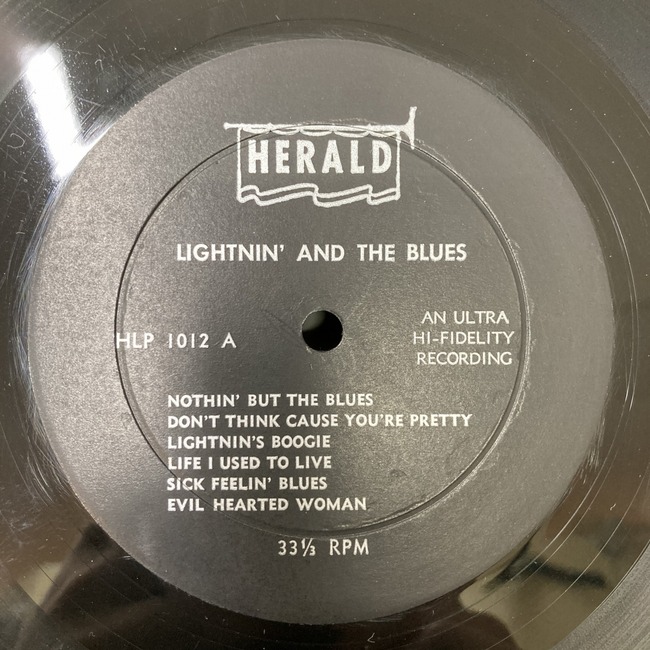 HERALD
LIGHTNIN' AND THE BLUES
HLP 1012 A
AN ULTRA
HI-FIDELITY
RECORDING
NOTHIN' BUT THE BLUES
DON'T THINK CAUSE YOU'RE PRETTY
LIGHTNIN'S BOOGIE
LIFE I USED TO LIVE
SICK FEELIN' BLUES
EVIL HEARTED WOMAN
33⅓ RPM